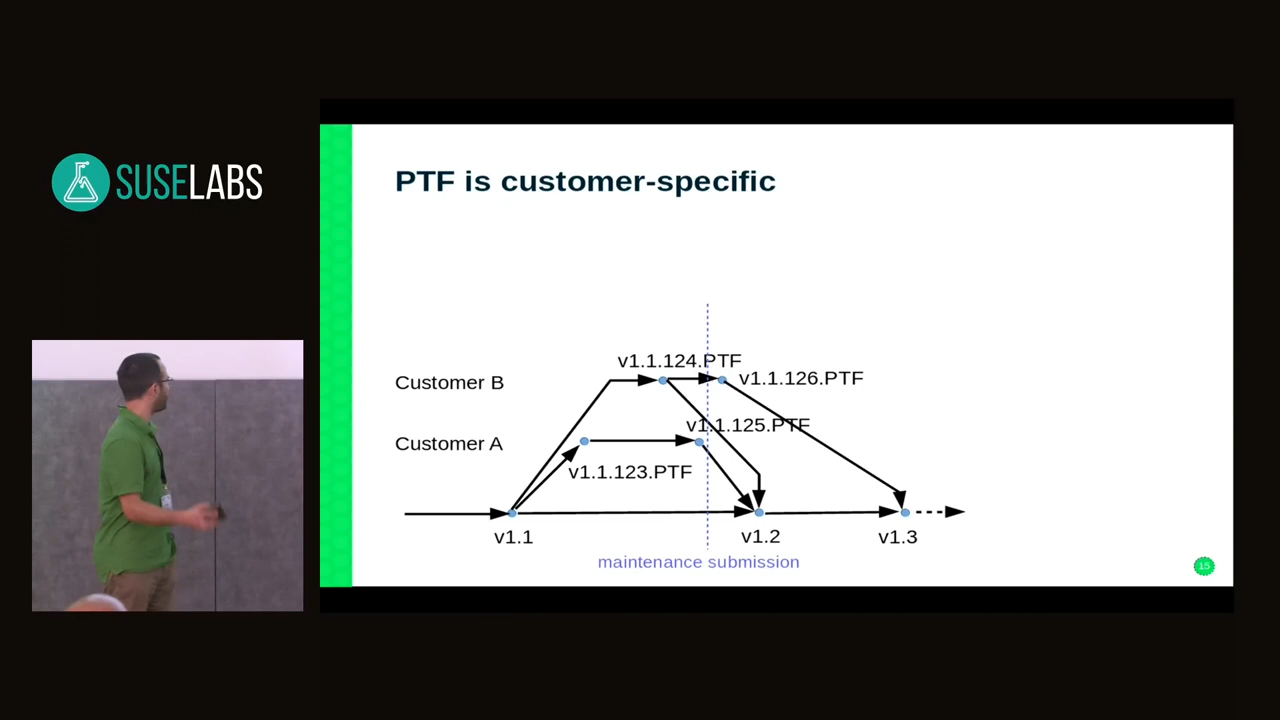 SUSELABS
PTF is customer-specific
v1.1.124.PTF
Customer B
v1.1.126.PTF
v1.1.125.PTF
Customer A
v1.1.123.PTF
v1.1
v1.2
v1.3
maintenance submission
15